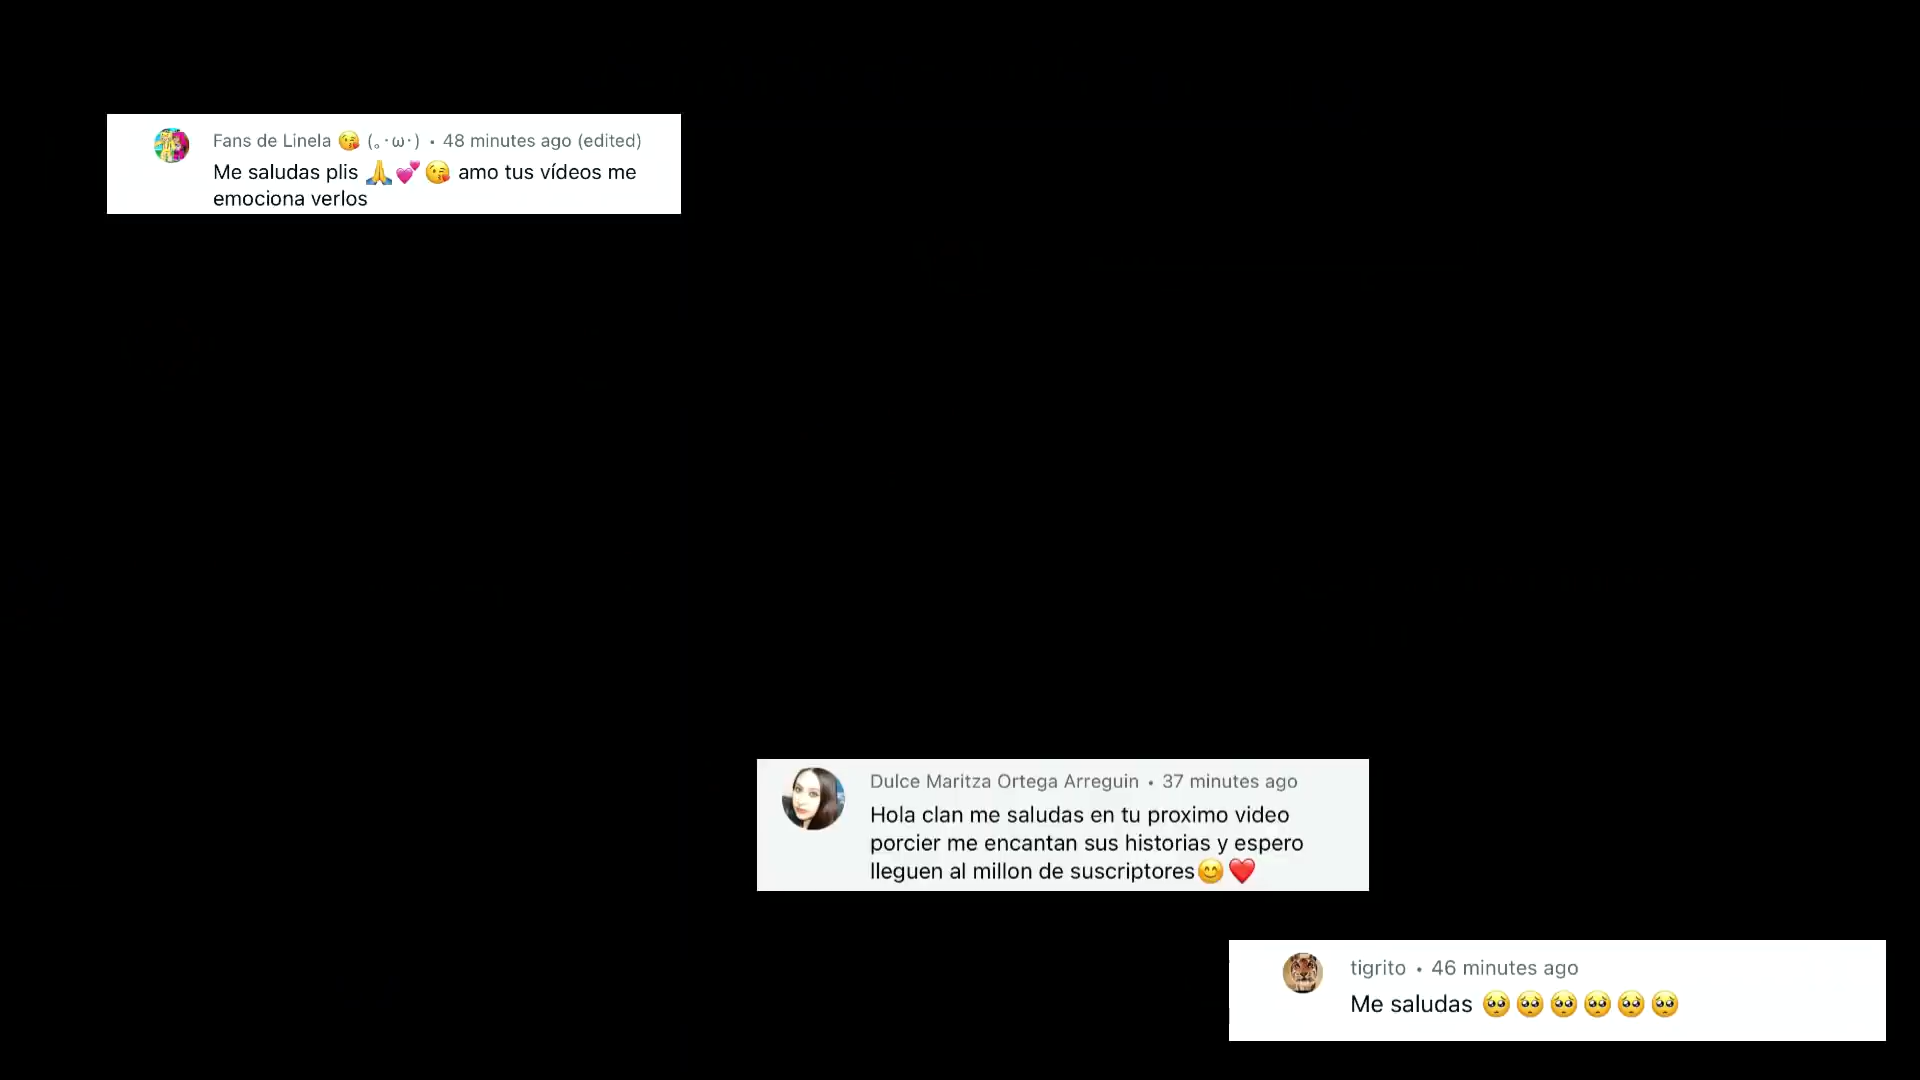 Fans de Linela 😘 (｡･ω･) • 48 minutes ago (edited)
Me saludas plis 🙏💕😘 amo tus vídeos me
emociona verlos
Dulce Maritza Ortega Arreguin • 37 minutes ago
Hola clan me saludas en tu proximo video
porcier me encantan sus historias y espero
lleguen al millon de suscriptores😊❤️
tigrito • 46 minutes ago
Me saludas 🥺🥺🥺🥺🥺🥺